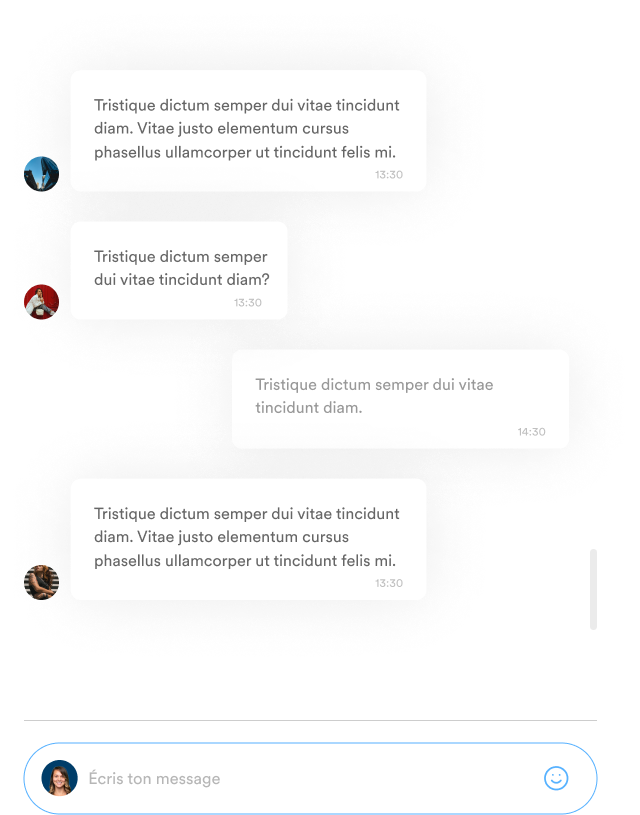 Tristique dictum semper dui vitae tincidunt
diam. Vitae justo elementum cursus
phasellus ullamcorper ut tincidunt felis mi.
13:30
Tristique dictum semper
dui vitae tincidunt diam?
13:30
Tristique dictum semper dui vitae
tincidunt diam.
14:30
Tristique dictum semper dui vitae tincidunt
diam. Vitae justo elementum cursus
phasellus ullamcorper ut tincidunt felis mi.
13:30
Écris ton message